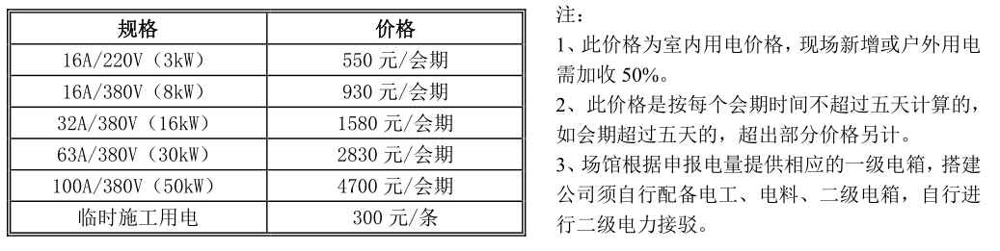 规格 价格
16A/220V（3kW） 550 元/会期
16A/380V（8kW） 930 元/会期
32A/380V（16kW） 1580 元/会期
63A/380V（30kW） 2830 元/会期
100A/380V（50kW） 4700 元/会期
临时施工用电 300 元/条
注：
1、此价格为室内用电价格，现场新增或户外用电
需加收 50%。
2、此价格是按每个会期时间不超过五天计算的，
如会期超过五天的，超出部分价格另计。
3、场馆根据申报电量提供相应的一级电箱，搭建
公司须自行配备电工、电料、二级电箱，自行进
行二级电力接驳。